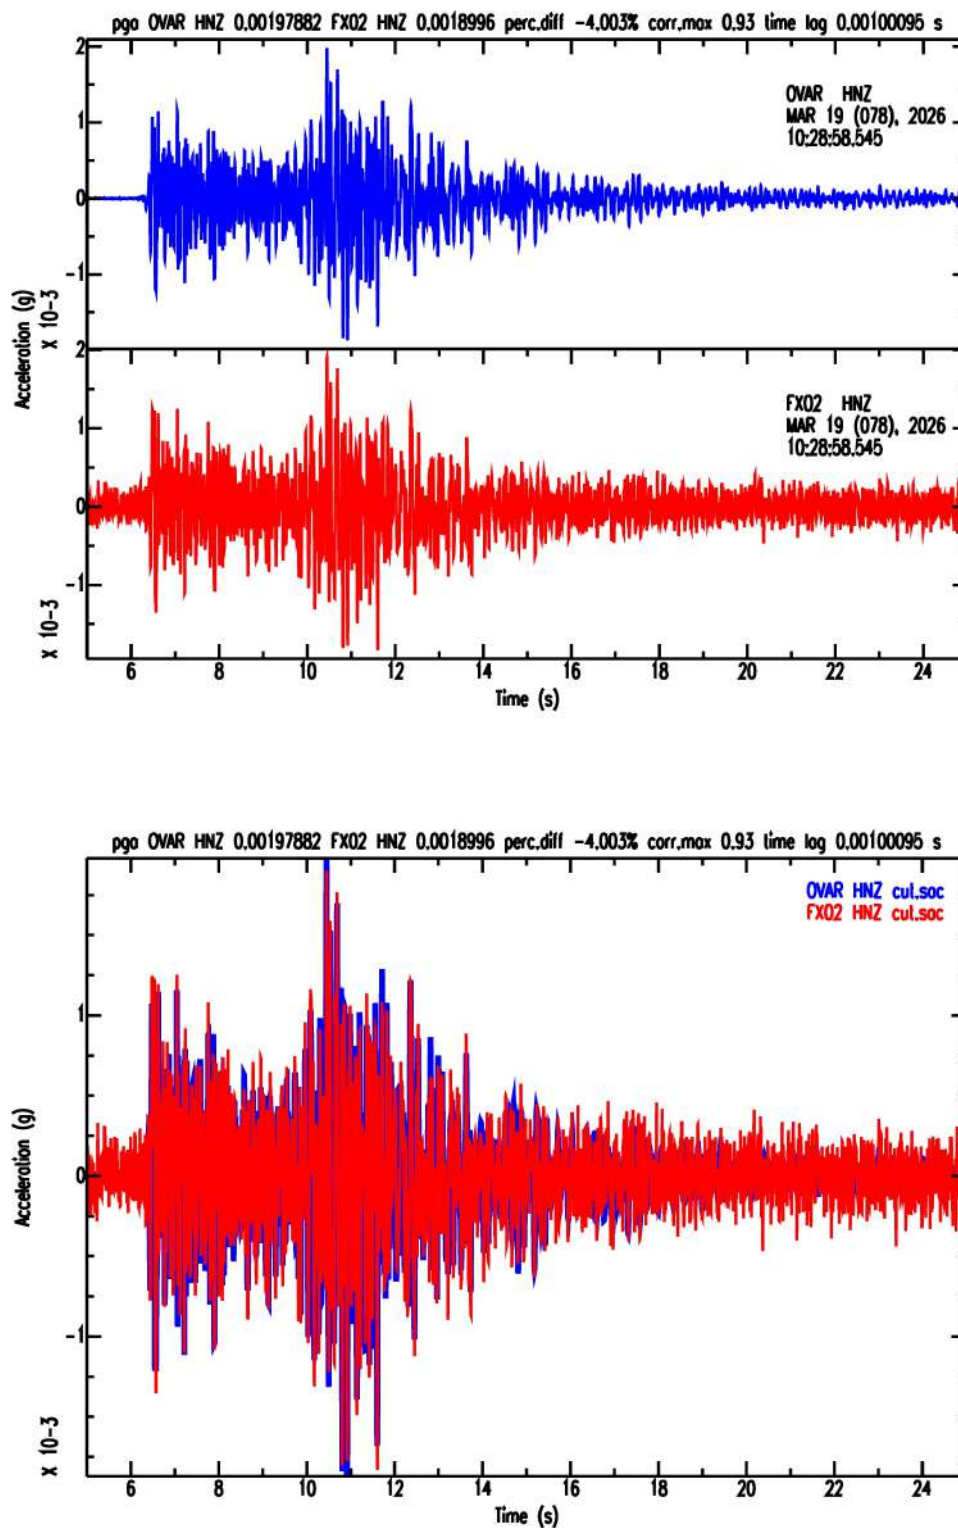 pga OVAR HNZ 0.00197882 FX02 HNZ 0.0018996 perc.diff -4.003% corr.max 0.93 time lag 0.00100095 s
2
1
0
-1
X 10-3
OVAR HNZ
MAR 19 (078), 2026
10:28:58.545
Acceleration (g)
2
1
0
-1
X 10-3
FX02 HNZ
MAR 19 (078), 2026
10:28:58.545
6 8 10 12 14 16 18 20 22 24
Time (s)
pga OVAR HNZ 0.00197882 FX02 HNZ 0.0018996 perc.diff -4.003% corr.max 0.93 time lag 0.00100095 s
OVAR HNZ cut.sac
FX02 HNZ cut.sac
1
0
-1
Acceleration (g)
X 10-3
6 8 10 12 14 16 18 20 22 24
Time (s)